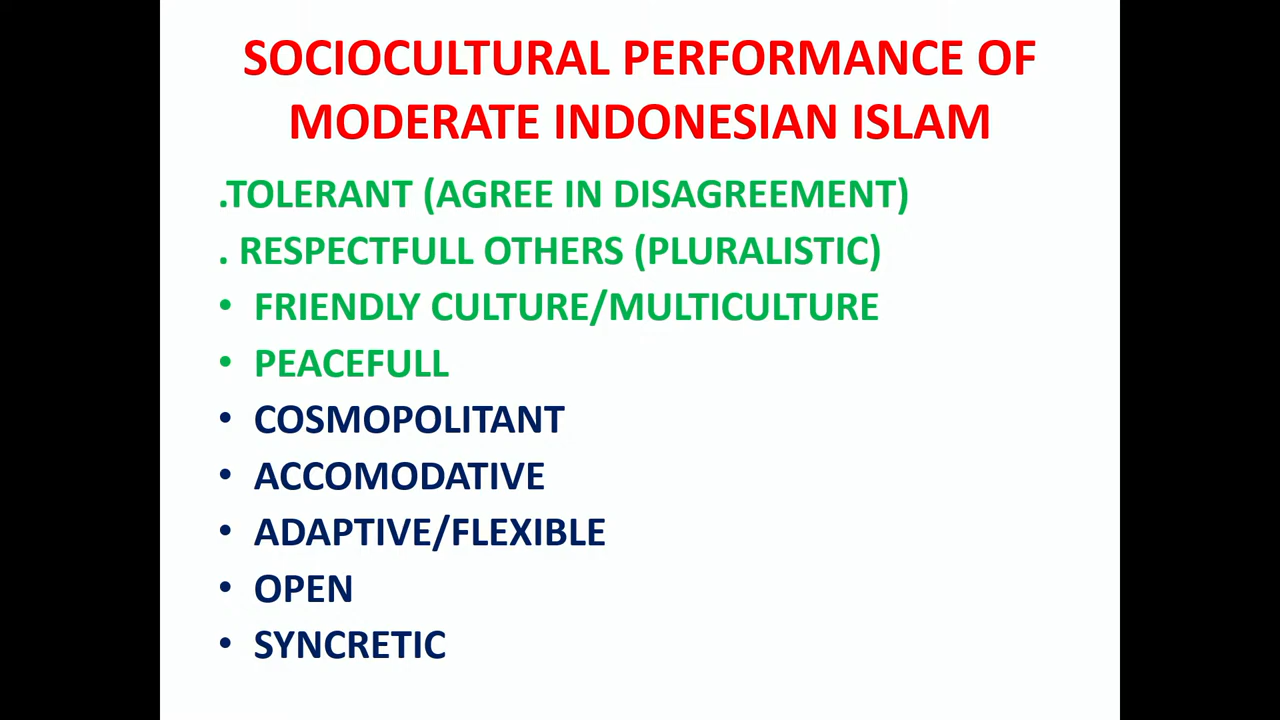 SOCIOCULTURAL PERFORMANCE OF
MODERATE INDONESIAN ISLAM
.TOLERANT (AGREE IN DISAGREEMENT)
. RESPECTFULL OTHERS (PLURALISTIC)
• FRIENDLY CULTURE/MULTICULTURE
• PEACEFULL
• COSMOPOLITANT
• ACCOMODATIVE
• ADAPTIVE/FLEXIBLE
• OPEN
• SYNCRETIC